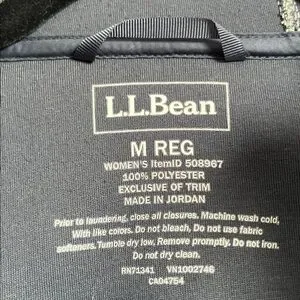 L.L.Bean
M REG
WOMEN'S ItemID 508967
100% POLYESTER
EXCLUSIVE OF TRIM
MADE IN JORDAN
Prior to laundering, close all closures. Machine wash cold,
With like colors. Do not bleach. Do not use fabric
softeners. Tumble dry low. Remove promptly. Do not iron.
Do not dry clean.
RN71341 VN1002746
CA04754